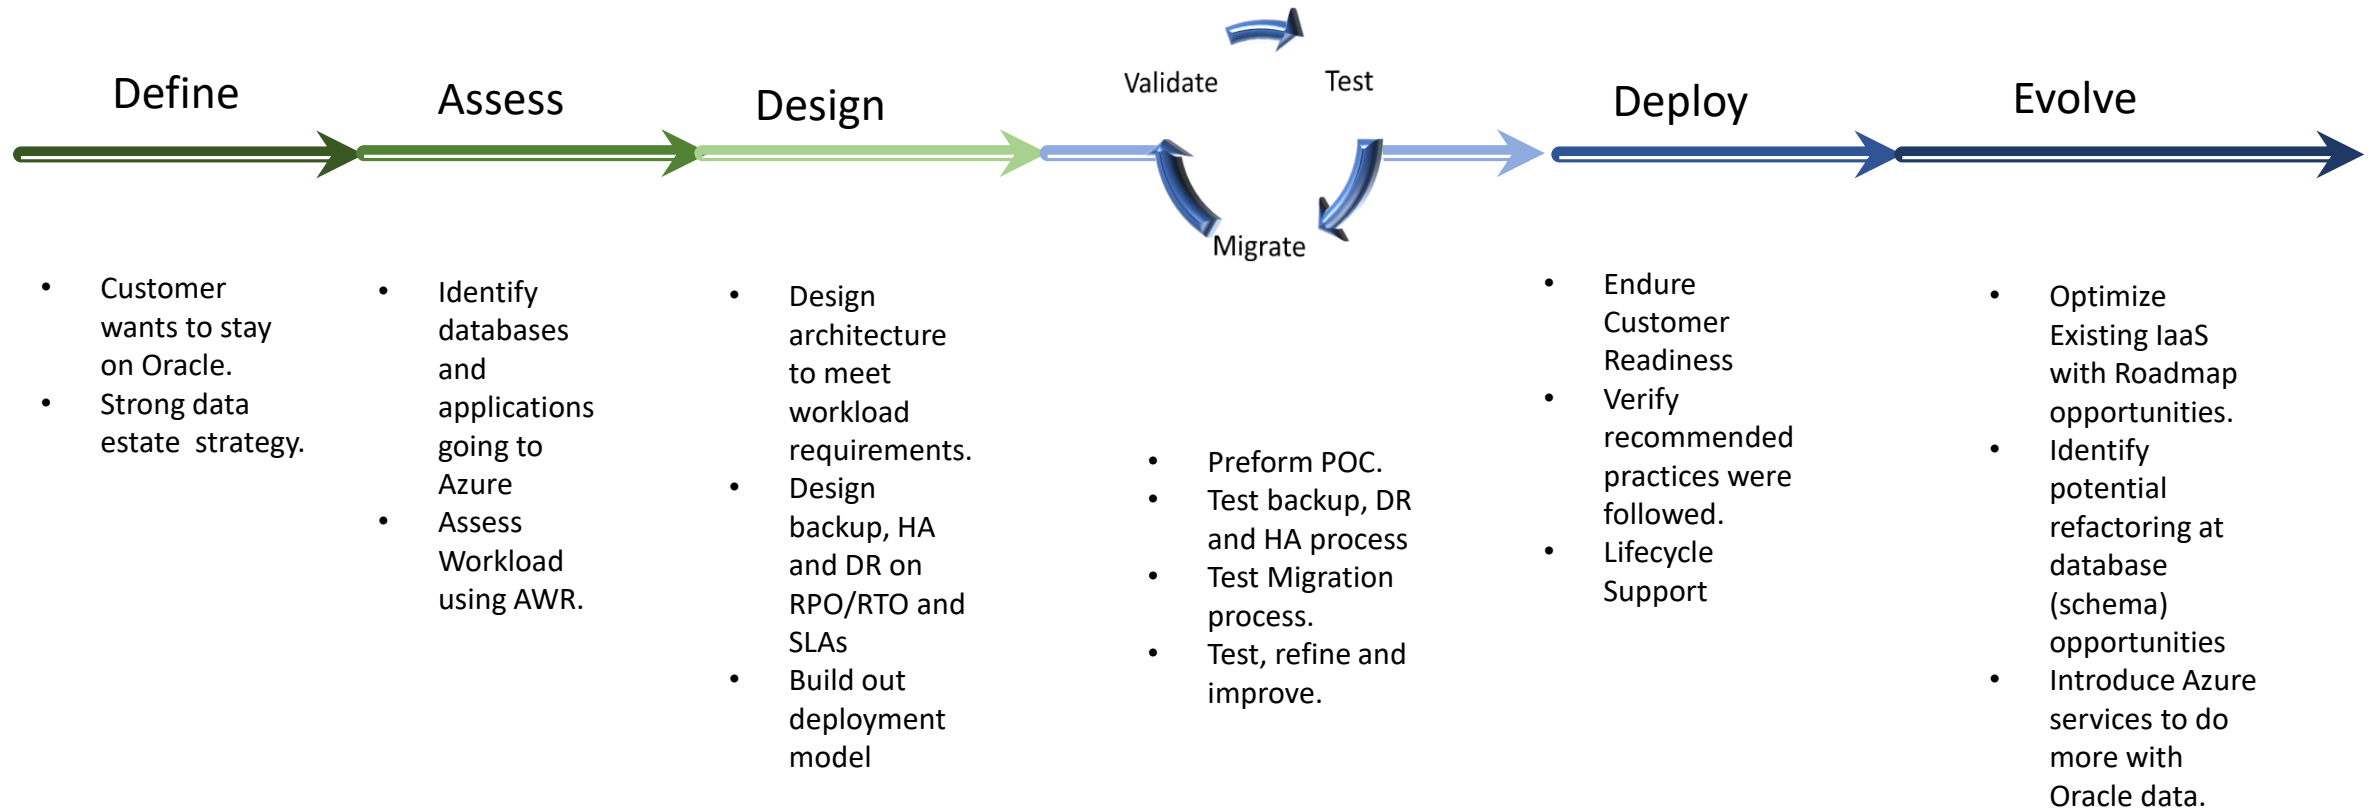 Define
Customer
wants to stay
on Oracle.
Strong data
estate  strategy.
Assess
Identify
databases
and
applications
going to
Azure
Assess
Workload
using AWR.
Design
Design
architecture
to meet
workload
requirements.
Design
backup, HA
and DR on
RPO/RTO and
SLAs
Build out
deployment
model
Validate
Test
Migrate
Preform POC.
Test backup, DR
and HA process
Test Migration
process.
Test, refine and
improve.
Deploy
Endure
Customer
Readiness
Verify
recommended
practices were
followed.
Lifecycle
Support
Evolve
Optimize
Existing IaaS
with Roadmap
opportunities.
Identify
potential
refactoring at
database
(schema)
opportunities
Introduce Azure
services to do
more with
Oracle data.